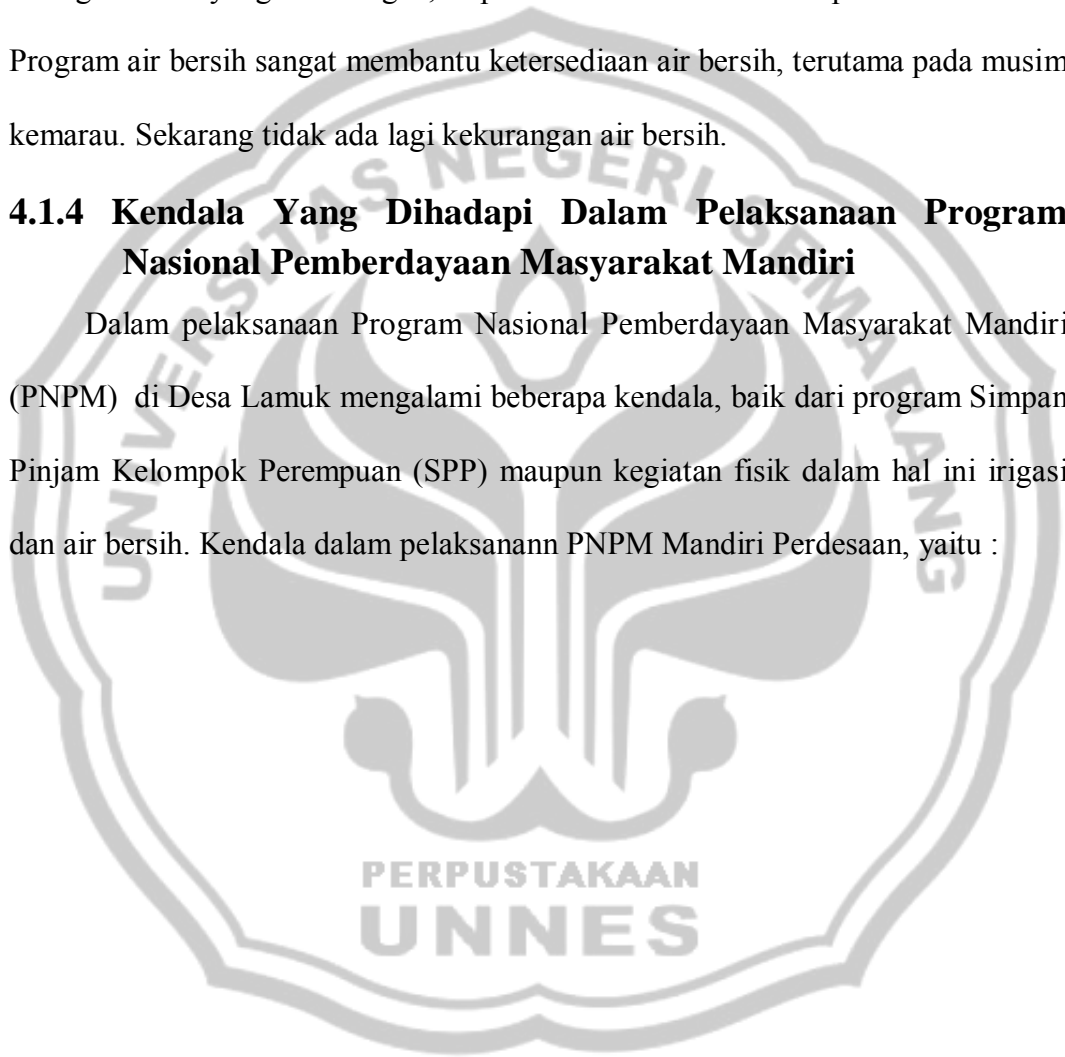 Program air bersih sangat membantu ketersediaan air bersih, terutama pada musim
kemarau. Sekarang tidak ada lagi kekurangan air bersih.
4.1.4 Kendala Yang Dihadapi Dalam Pelaksanaan Program
Nasional Pemberdayaan Masyarakat Mandiri
Dalam pelaksanaan Program Nasional Pemberdayaan Masyarakat Mandiri
(PNPM) di Desa Lamuk mengalami beberapa kendala, baik dari program Simpan
Pinjam Kelompok Perempuan (SPP) maupun kegiatan fisik dalam hal ini irigasi
dan air bersih. Kendala dalam pelaksanann PNPM Mandiri Perdesaan, yaitu :
UNIVERSITAS NEGERI SEMARANG
PERPUSTAKAAN
UNNES